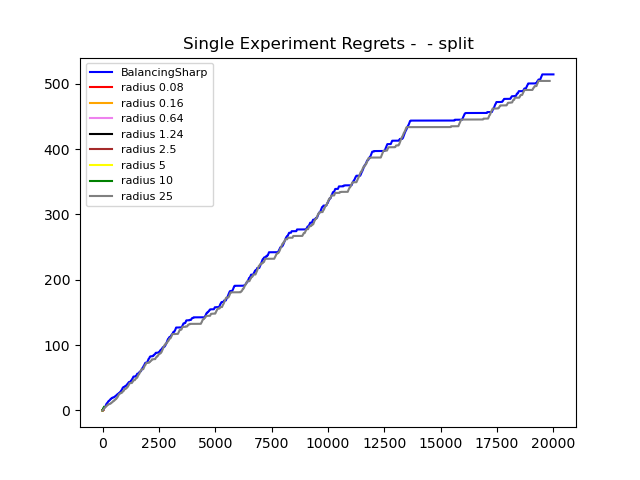 Single Experiment Regrets -  - split
BalancingSharp
radius 0.08
radius 0.16
radius 0.64
radius 1.24
radius 2.5
radius 5
radius 10
radius 25
500
400
300
200
100
0
0 2500 5000 7500 10000 12500 15000 17500 20000